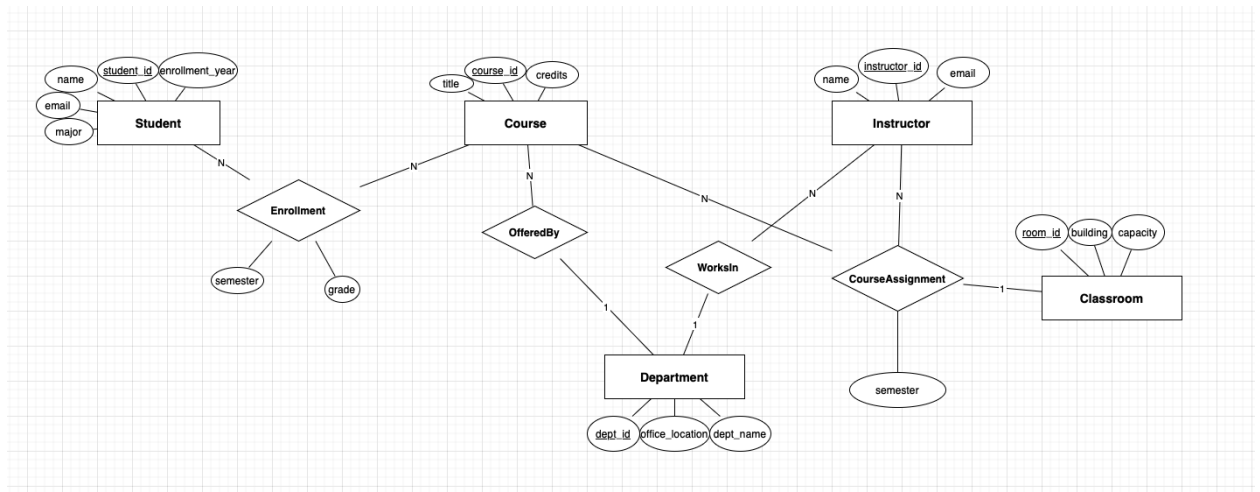 name
student_id
enrollment_year
email
major
Student
title
course_id
credits
Course
name
instructor_id
email
Instructor
N
N
N
N
N
N
Enrollment
semester
grade
OfferedBy
WorksIn
CourseAssignment
room_id
building
capacity
Classroom
1
1
1
Department
dept_id
office_location
dept_name
semester